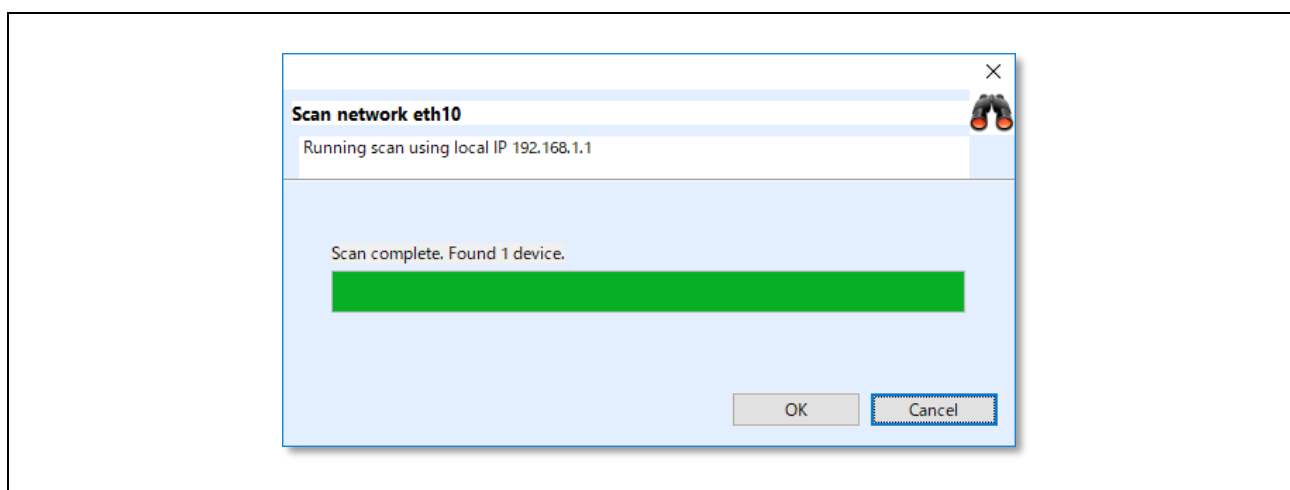 Scan network eth10
Running scan using local IP 192.168.1.1
Scan complete. Found 1 device.
OK Cancel